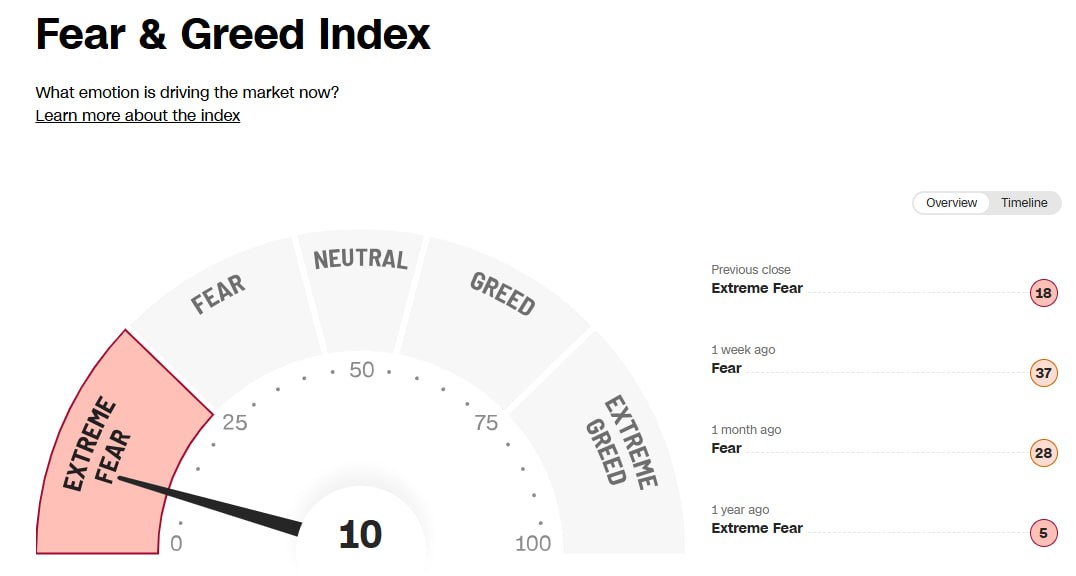 Fear & Greed Index
What emotion is driving the market now?
Learn more about the index
Overview
Timeline
EXTREME
FEAR
FEAR
NEUTRAL
GREED
EXTREME
GREED
0
25
50
75
100
10
Previous close
Extreme Fear
18
1 week ago
Fear
37
1 month ago
Fear
28
1 year ago
Extreme Fear
5